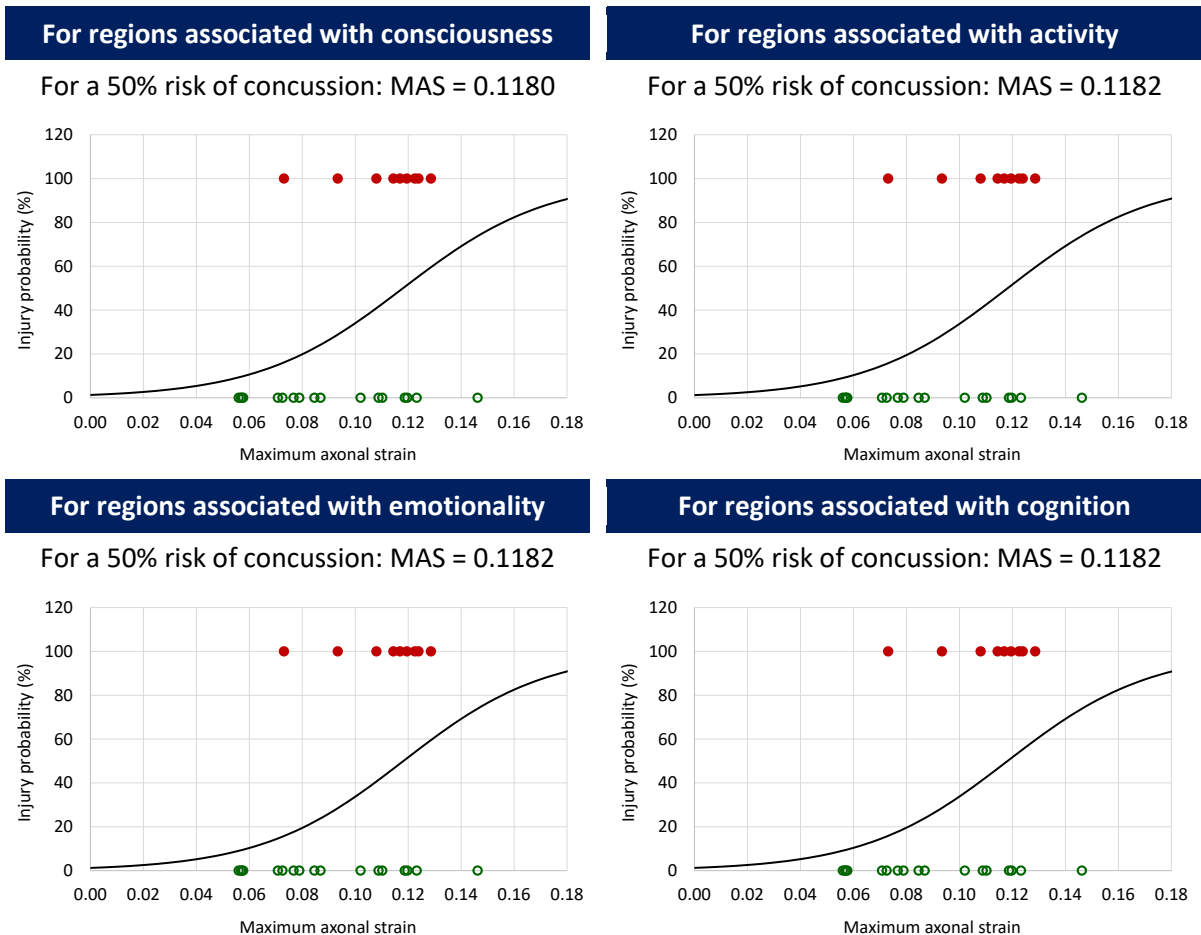 For regions associated with consciousness
For a 50% risk of concussion: MAS = 0.1180
120
100
80
60
40
20
0
Injury probability (%)
0.00 0.02 0.04 0.06 0.08 0.10 0.12 0.14 0.16 0.18
Maximum axonal strain
For regions associated with activity
For a 50% risk of concussion: MAS = 0.1182
120
100
80
60
40
20
0
Injury probability (%)
0.00 0.02 0.04 0.06 0.08 0.10 0.12 0.14 0.16 0.18
Maximum axonal strain
For regions associated with emotionality
For a 50% risk of concussion: MAS = 0.1182
120
100
80
60
40
20
0
Injury probability (%)
0.00 0.02 0.04 0.06 0.08 0.10 0.12 0.14 0.16 0.18
Maximum axonal strain
For regions associated with cognition
For a 50% risk of concussion: MAS = 0.1182
120
100
80
60
40
20
0
Injury probability (%)
0.00 0.02 0.04 0.06 0.08 0.10 0.12 0.14 0.16 0.18
Maximum axonal strain